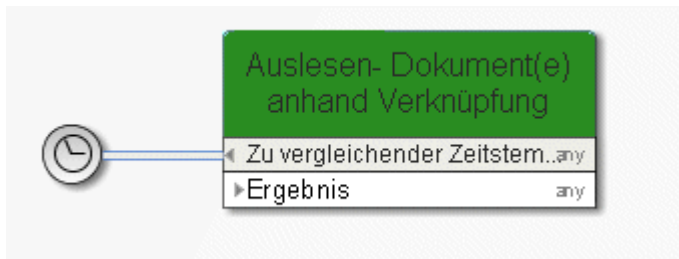 Auslesen- Dokument(e)
anhand Verknüpfung
Zu vergleichender Zeitstem.. any
Ergebnis any